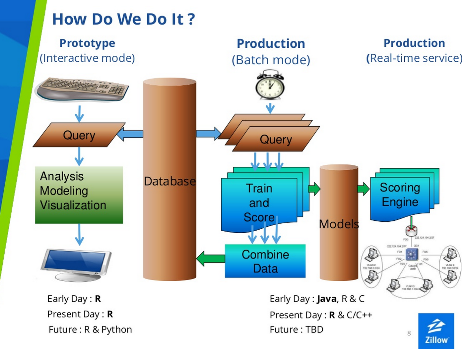 How Do We Do It ?
Prototype
(Interactive mode)
Production
(Batch mode)
Production
(Real-time service)
Query
Analysis
Modeling
Visualization
Database
Query
Train
and
Score
Combine
Data
Models
Scoring
Engine
Early Day : R
Present Day : R
Future : R & Python
Early Day : Java, R & C
Present Day : R & C/C++
Future : TBD
8
Zillow